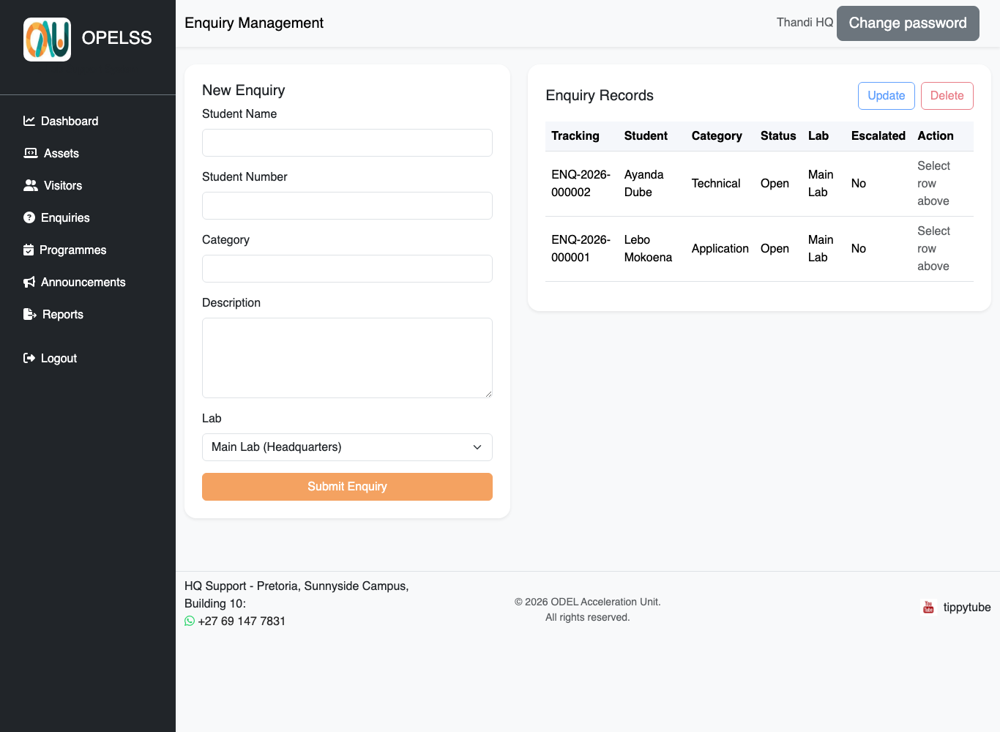 OPELSS
Dashboard
Assets
Visitors
Enquiries
Programmes
Announcements
Reports
Logout
Enquiry Management
Thandi HQ
Change password
New Enquiry
Student Name
Student Number
Category
Description
Lab
Main Lab (Headquarters)
Submit Enquiry
Enquiry Records
Update
Delete
Tracking Student Category Status Lab Escalated Action
ENQ-2026-
000002
Ayanda
Dube
Technical
Open
Main
Lab
No
Select
row
above
ENQ-2026-
000001
Lebo
Mokoena
Application
Open
Main
Lab
No
Select
row
above
HQ Support - Pretoria, Sunnyside Campus,
Building 10:
+27 69 147 7831
© 2026 ODEL Acceleration Unit.
All rights reserved.
You
Tube
tippytube